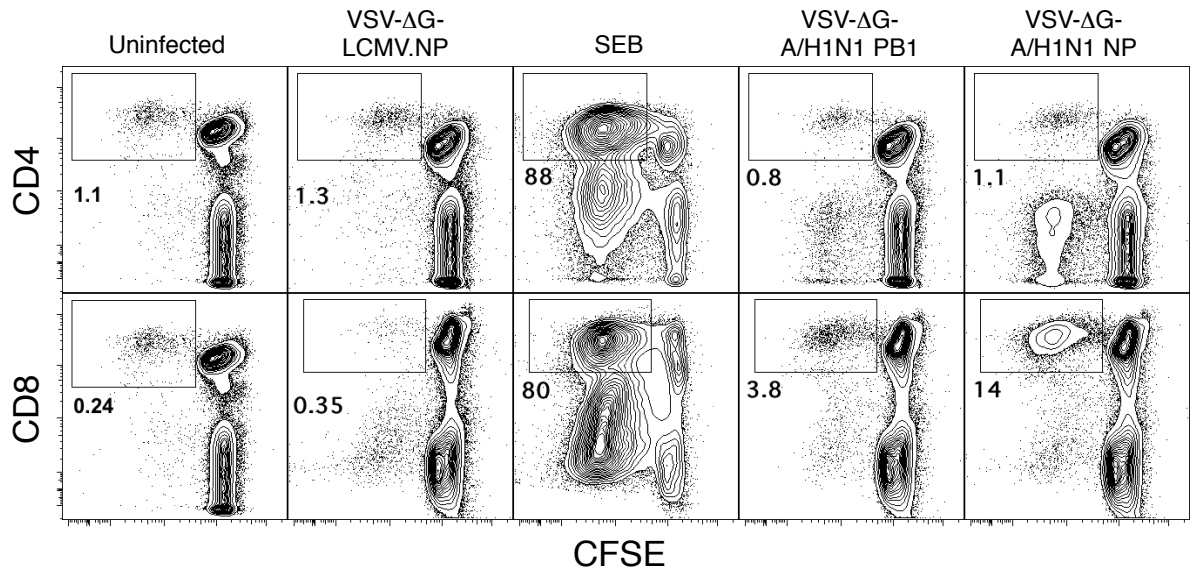 Uninfected
VSV-ΔG-
LCMV.NP
SEB
VSV-ΔG-
A/H1N1 PB1
VSV-ΔG-
A/H1N1 NP
CD4
1.1
1.3
88
0.8
1.1
CD8
0.24
0.35
80
3.8
14
CFSE